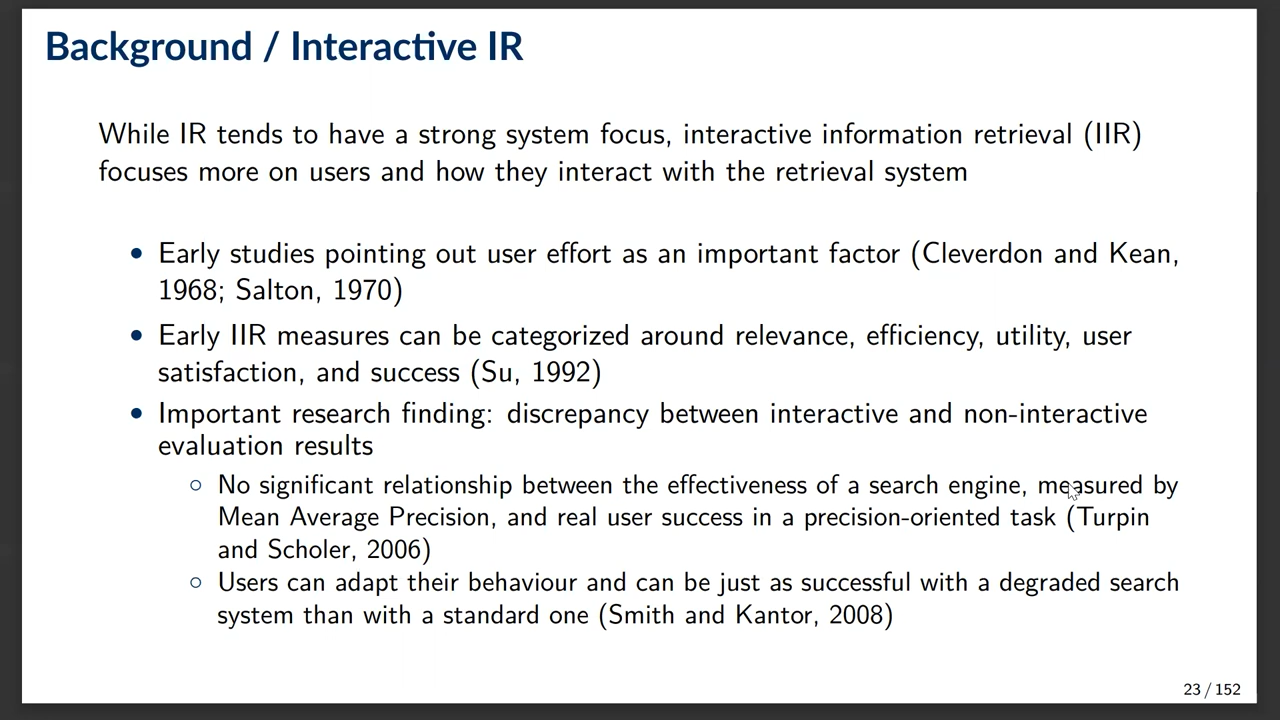 Background / Interactive IR
While IR tends to have a strong system focus, interactive information retrieval (IIR)
focuses more on users and how they interact with the retrieval system
• Early studies pointing out user effort as an important factor (Cleverdon and Kean,
1968; Salton, 1970)
• Early IIR measures can be categorized around relevance, efficiency, utility, user
satisfaction, and success (Su, 1992)
• Important research finding: discrepancy between interactive and non-interactive
evaluation results
○ No significant relationship between the effectiveness of a search engine, measured by
Mean Average Precision, and real user success in a precision-oriented task (Turpin
and Scholer, 2006)
○ Users can adapt their behaviour and can be just as successful with a degraded search
system than with a standard one (Smith and Kantor, 2008)
23 / 152